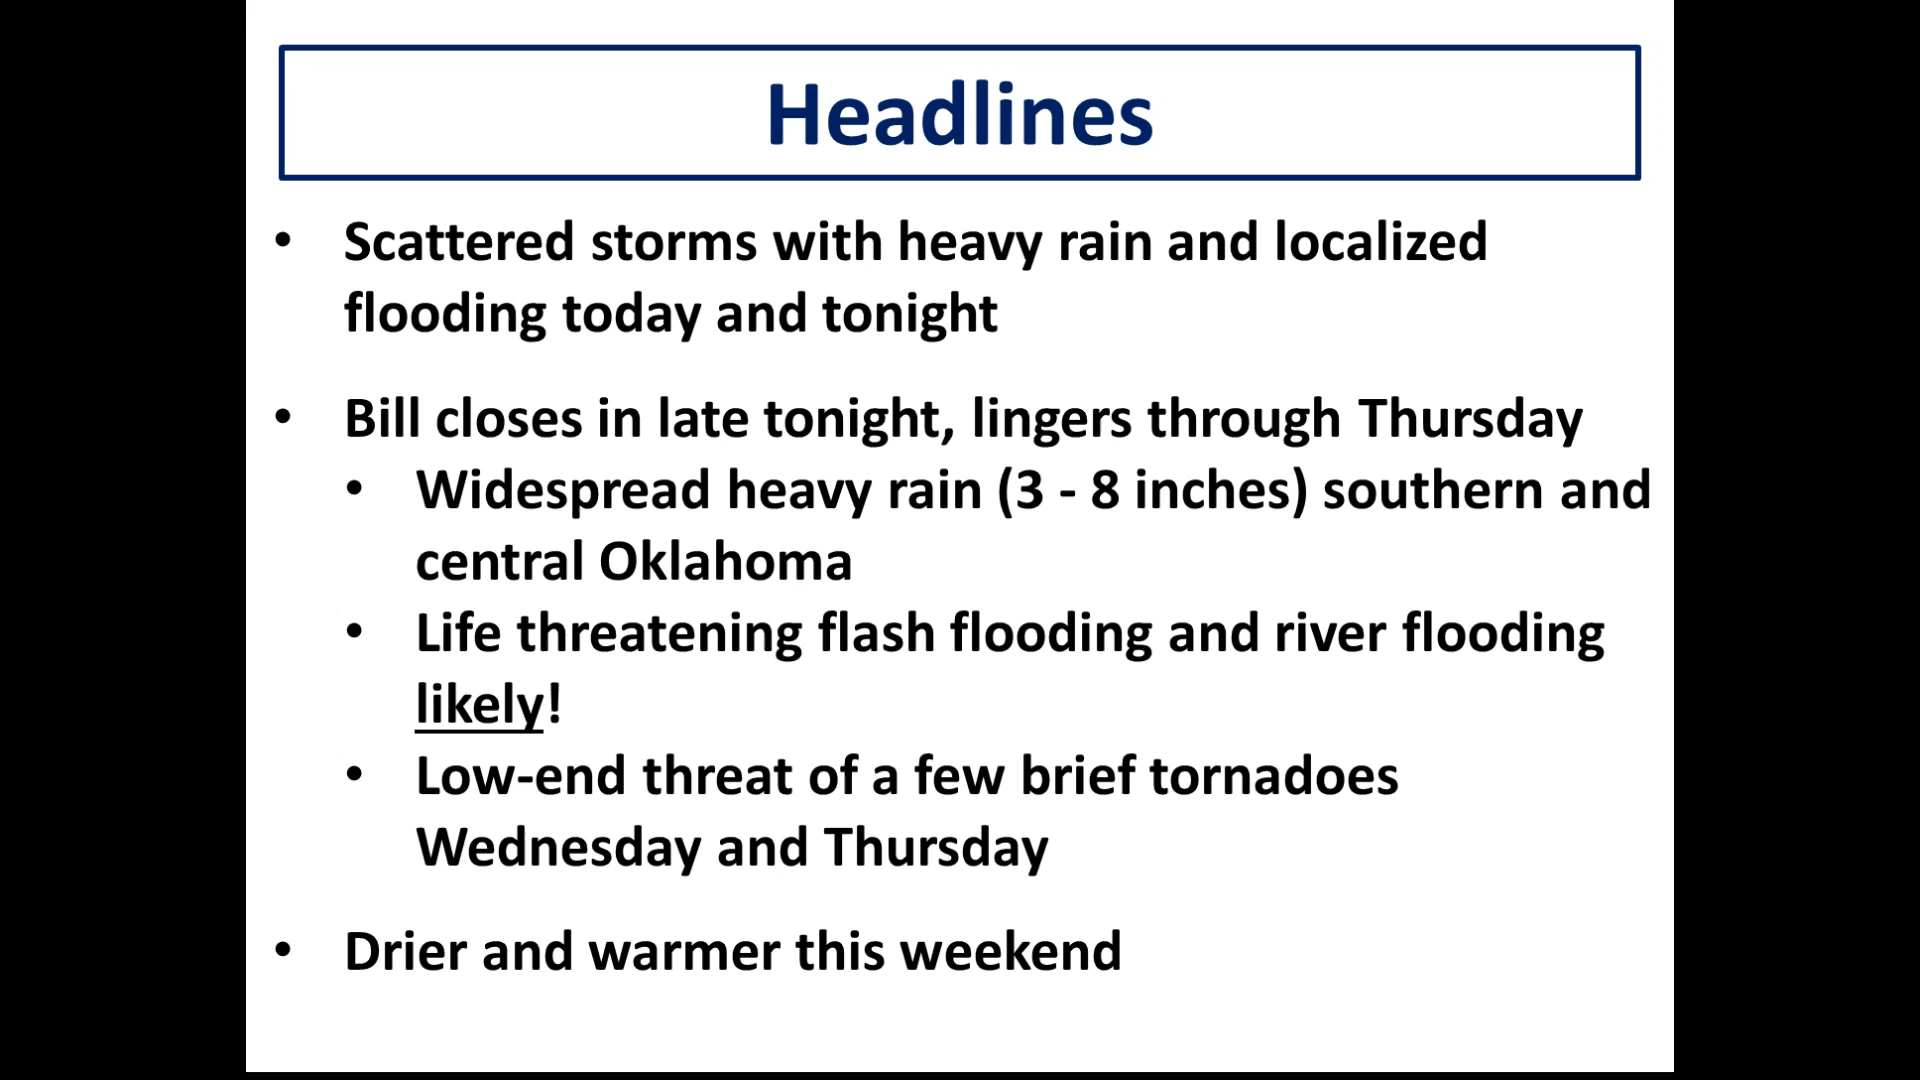 Headlines
• Scattered storms with heavy rain and localized
flooding today and tonight
• Bill closes in late tonight, lingers through Thursday
• Widespread heavy rain (3 - 8 inches) southern and
central Oklahoma
• Life threatening flash flooding and river flooding
likely!
• Low-end threat of a few brief tornadoes
Wednesday and Thursday
• Drier and warmer this weekend